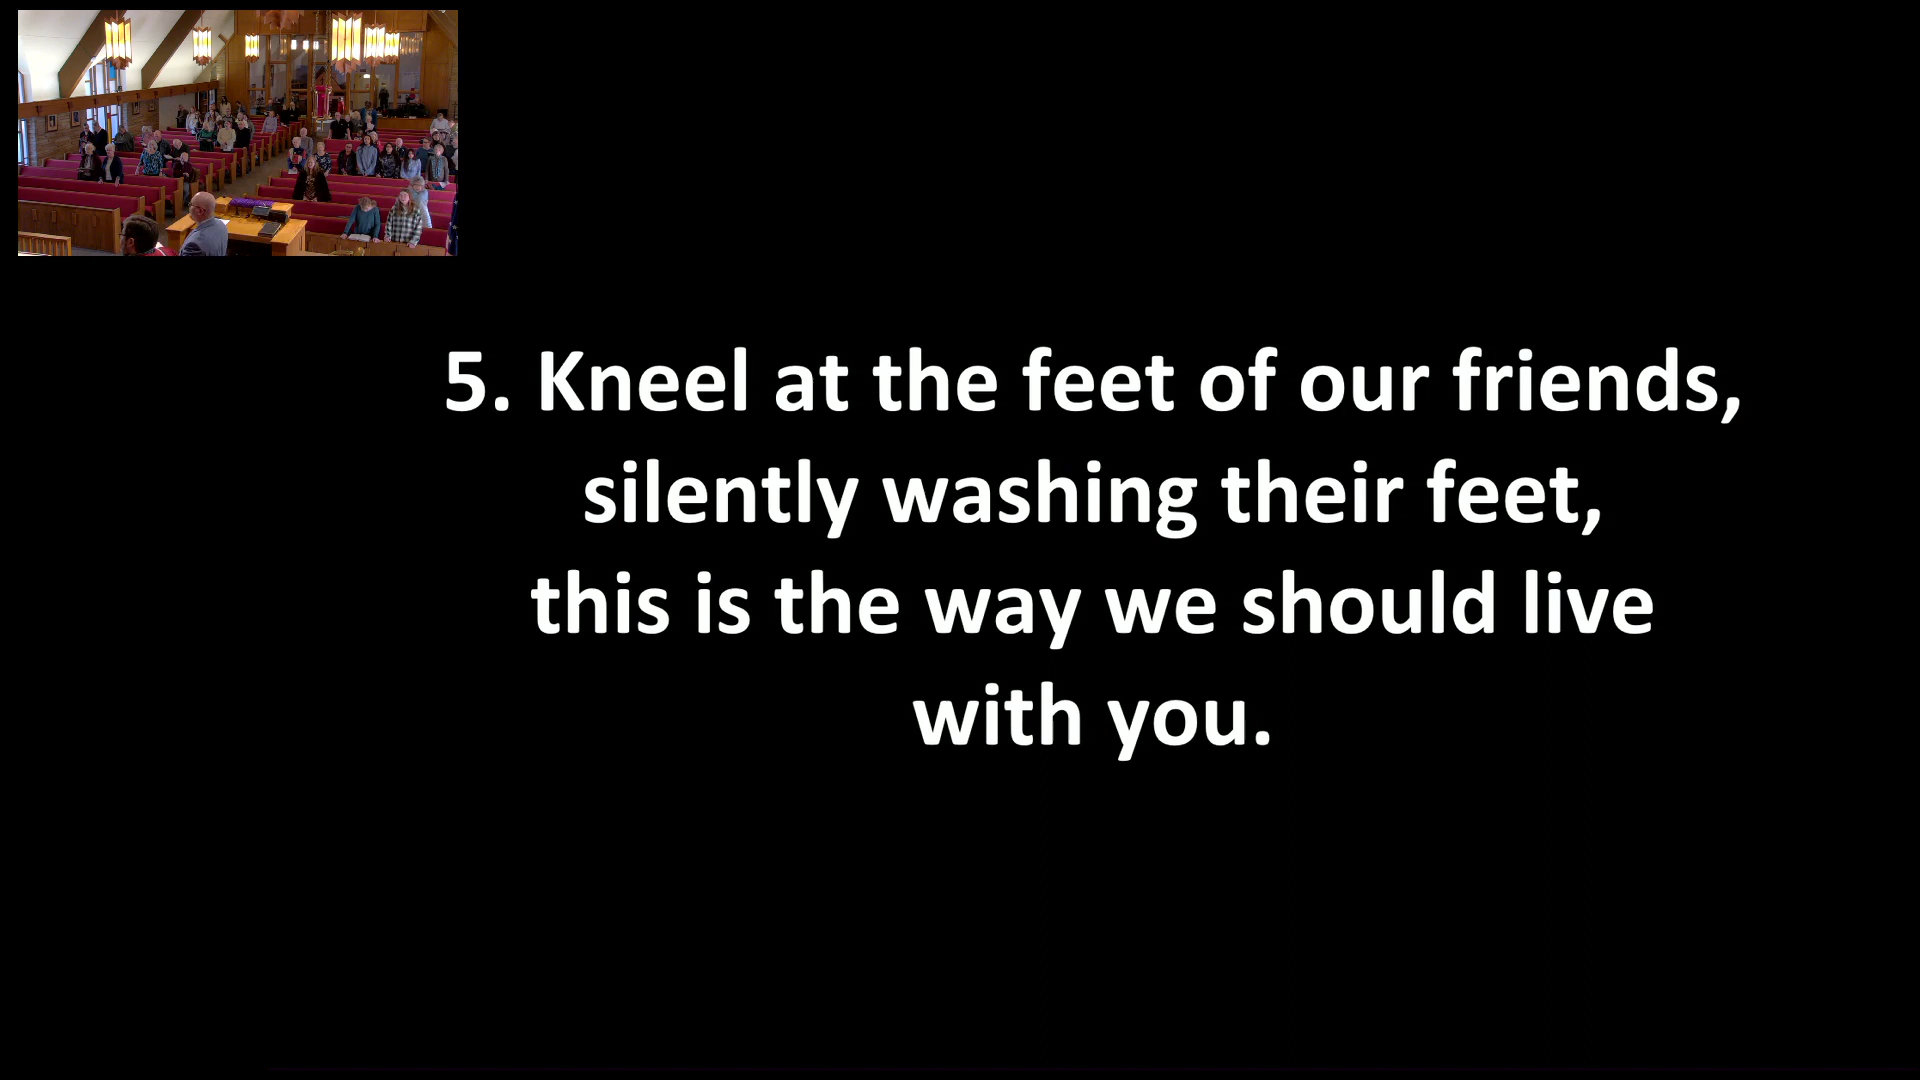 5. Kneel at the feet of our friends,
silently washing their feet,
this is the way we should live
with you.